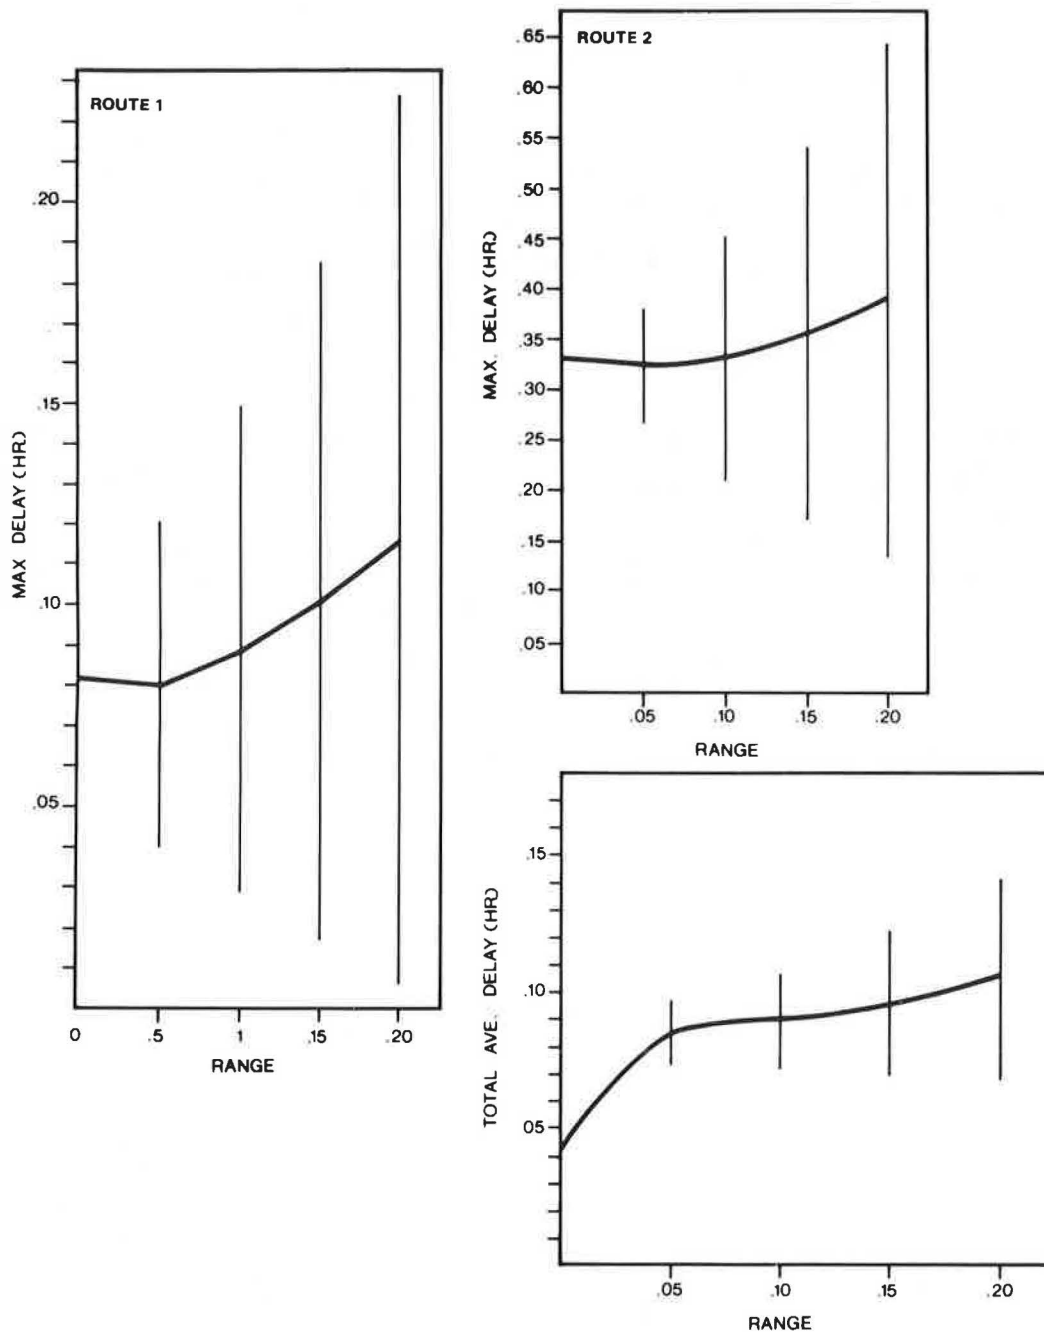 ROUTE 1
.20
.15
.10
.05
MAX DELAY (HR.)
0 .5 1 .15 .20
RANGE
ROUTE 2
.65
.60
.55
.50
.45
.40
.35
.30
.25
.20
.15
.10
.05
MAX. DELAY (HR.)
.05 .10 .15 .20
RANGE
.15
.10
05
TOTAL AVE. DELAY (HR)
.05 .10 .15 .20
RANGE